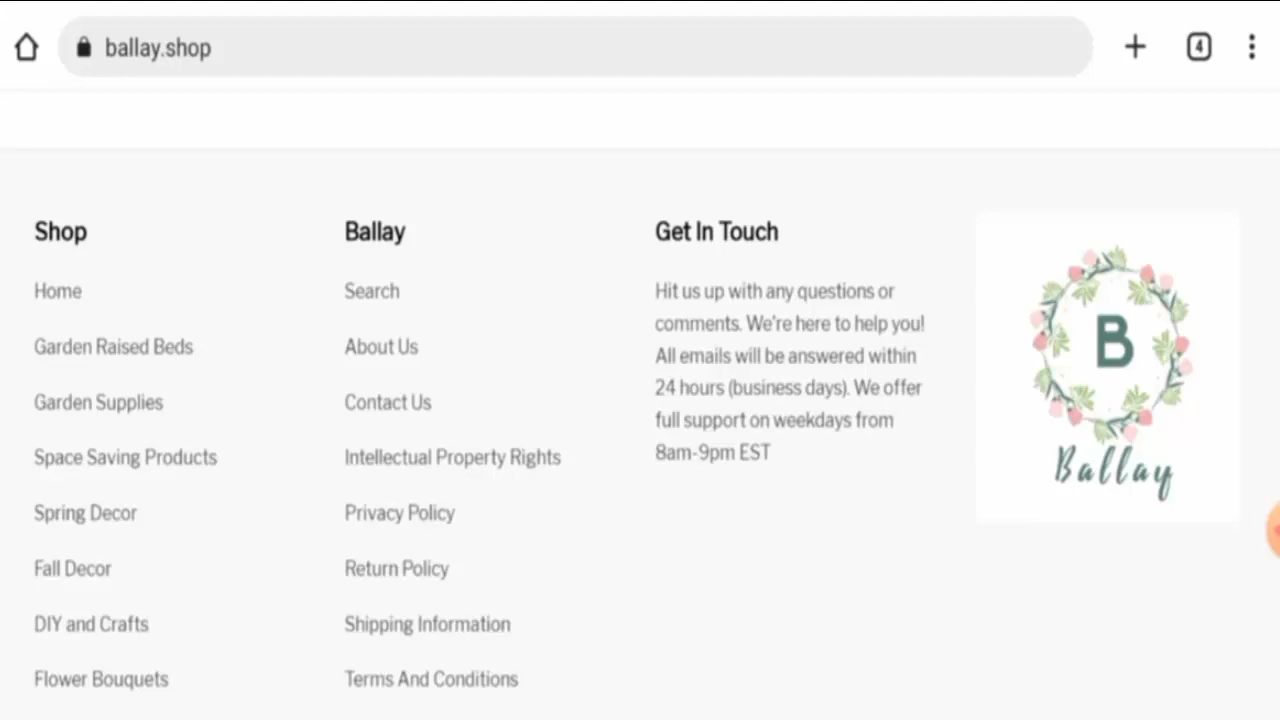 ballay.shop
4
Shop
Home
Garden Raised Beds
Garden Supplies
Space Saving Products
Spring Decor
Fall Decor
DIY and Crafts
Flower Bouquets
Ballay
Search
About Us
Contact Us
Intellectual Property Rights
Privacy Policy
Return Policy
Shipping Information
Terms And Conditions
Get In Touch
Hit us up with any questions or
comments. We're here to help you!
All emails will be answered within
24 hours (business days). We offer
full support on weekdays from
8am-9pm EST
B
Ballay